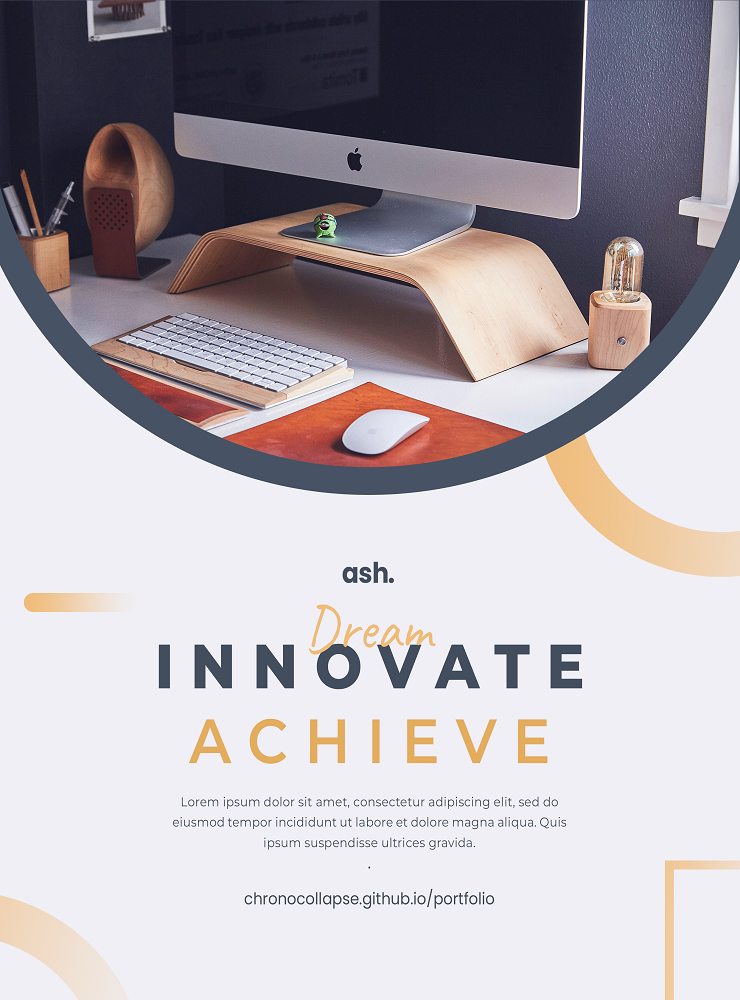 ash.
Dream
INNOVATE
ACHIEVE
Lorem ipsum dolor sit amet, consectetur adipiscing elit, sed do
eiusmod tempor incididunt ut labore et dolore magna aliqua. Quis
ipsum suspendisse ultrices gravida.
.
chronocollapse.github.io/portfolio